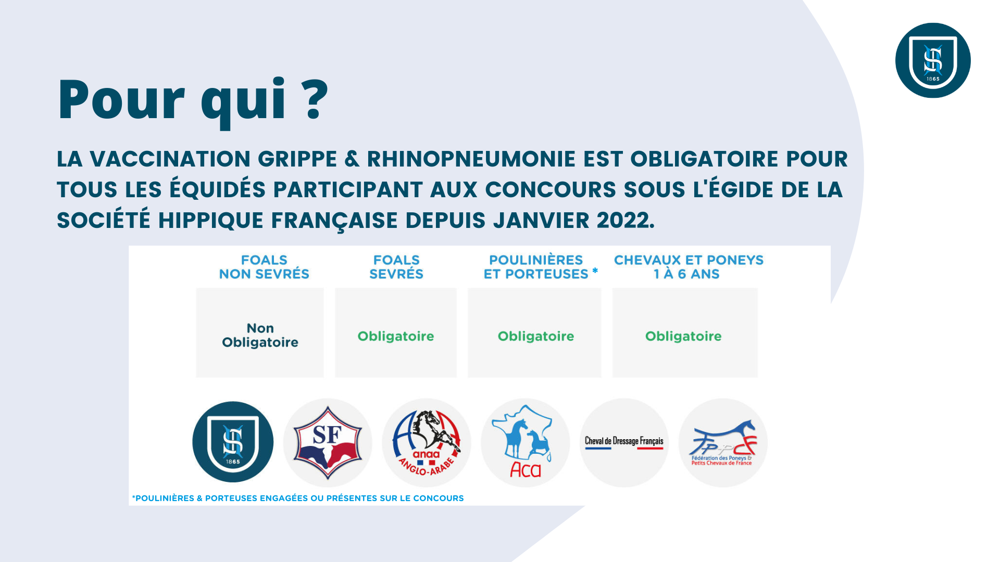 1865
Pour qui ?
LA VACCINATION GRIPPE & RHINOPNEUMONIE EST OBLIGATOIRE POUR
TOUS LES ÉQUIDÉS PARTICIPANT AUX CONCOURS SOUS L'ÉGIDE DE LA
SOCIÉTÉ HIPPIQUE FRANÇAISE DEPUIS JANVIER 2022.
FOALS
NON SEVRÉS
FOALS
SEVRÉS
POULINIÈRES
ET PORTEUSES *
CHEVAUX ET PONEYS
1 À 6 ANS
Non
Obligatoire
Obligatoire
Obligatoire
Obligatoire
1865
SF
AA
anaa
ANGLO-ARABE
Aca
Cheval de Dressage Français
FP-PCF
Fédération des Poneys &
Petits Chevaux de France
*POULINIÈRES & PORTEUSES ENGAGÉES OU PRÉSENTES SUR LE CONCOURS